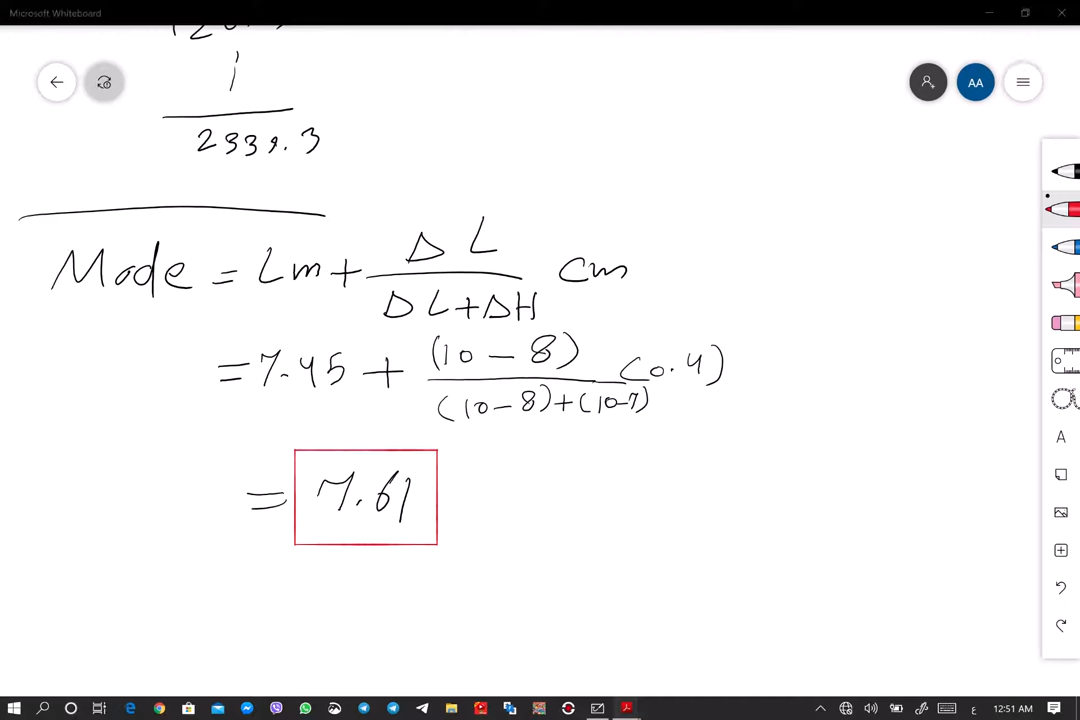 Microsoft Whiteboard
AA
2339.3
Mode = Lm + ΔL / (ΔL + ΔH) Cm
= 7.45 + (10 - 8) / ((10 - 8) + (10 - 7)) (0.4)
= 7.61
A
12:51 AM